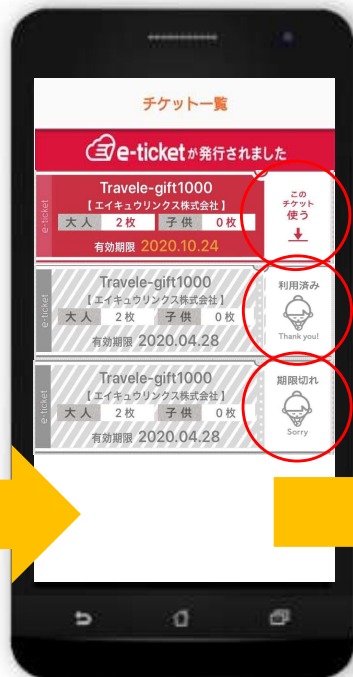 チケット一覧
e-ticketが発行されました
e-ticket
Travele-gift1000
【エイキュウリンクス株式会社】
大人 2枚 子供 0枚
有効期限 2020.10.24
この
チケット
使う
e-ticket
Travele-gift1000
【エイキュウリンクス株式会社】
大人 2枚 子供 0枚
有効期限 2020.04.28
利用済み
Thank you!
e-ticket
Travele-gift1000
【エイキュウリンクス株式会社】
大人 2枚 子供 0枚
有効期限 2020.04.28
期限切れ
Sorry